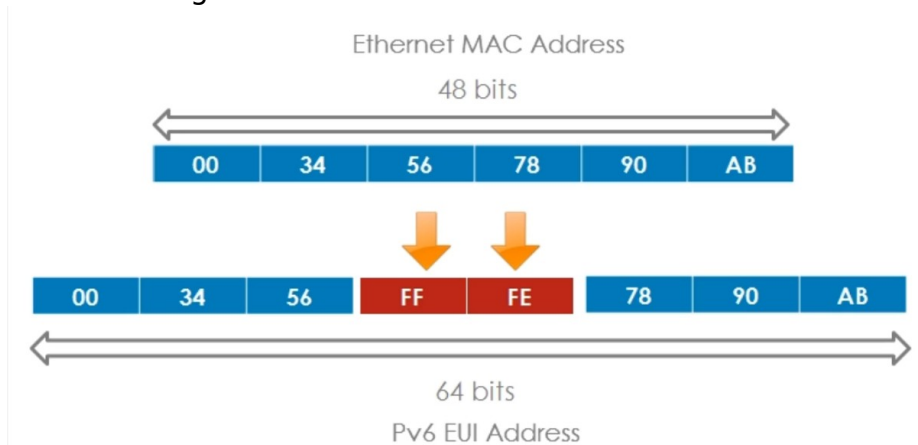 Ethernet MAC Address
48 bits
00 34 56 78 90 AB
00 34 56 FF FE 78 90 AB
64 bits
Pv6 EUI Address